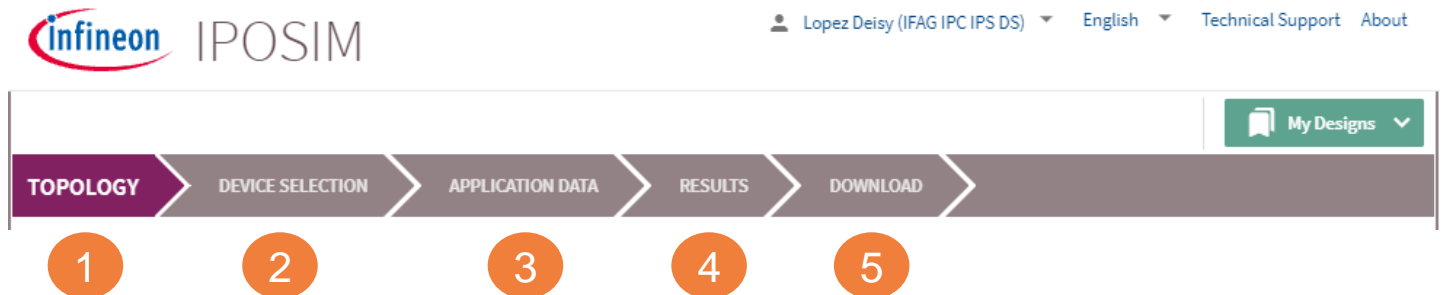 infineon IPOSIM
Lopez Deisy (IFAG IPC IPS DS) English Technical Support About
My Designs
TOPOLOGY DEVICE SELECTION APPLICATION DATA RESULTS DOWNLOAD
1 2 3 4 5